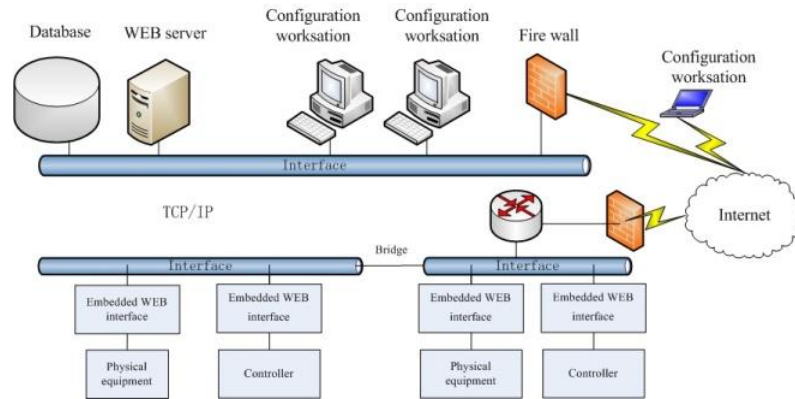 Database
WEB server
Configuration
worksation
Configuration
worksation
Fire wall
Configuration
worksation
Interface
TCP/IP
Internet
Bridge
Interface
Interface
Embedded WEB
interface
Embedded WEB
interface
Embedded WEB
interface
Embedded WEB
interface
Physical
equipment
Controller
Physical
equipment
Controller